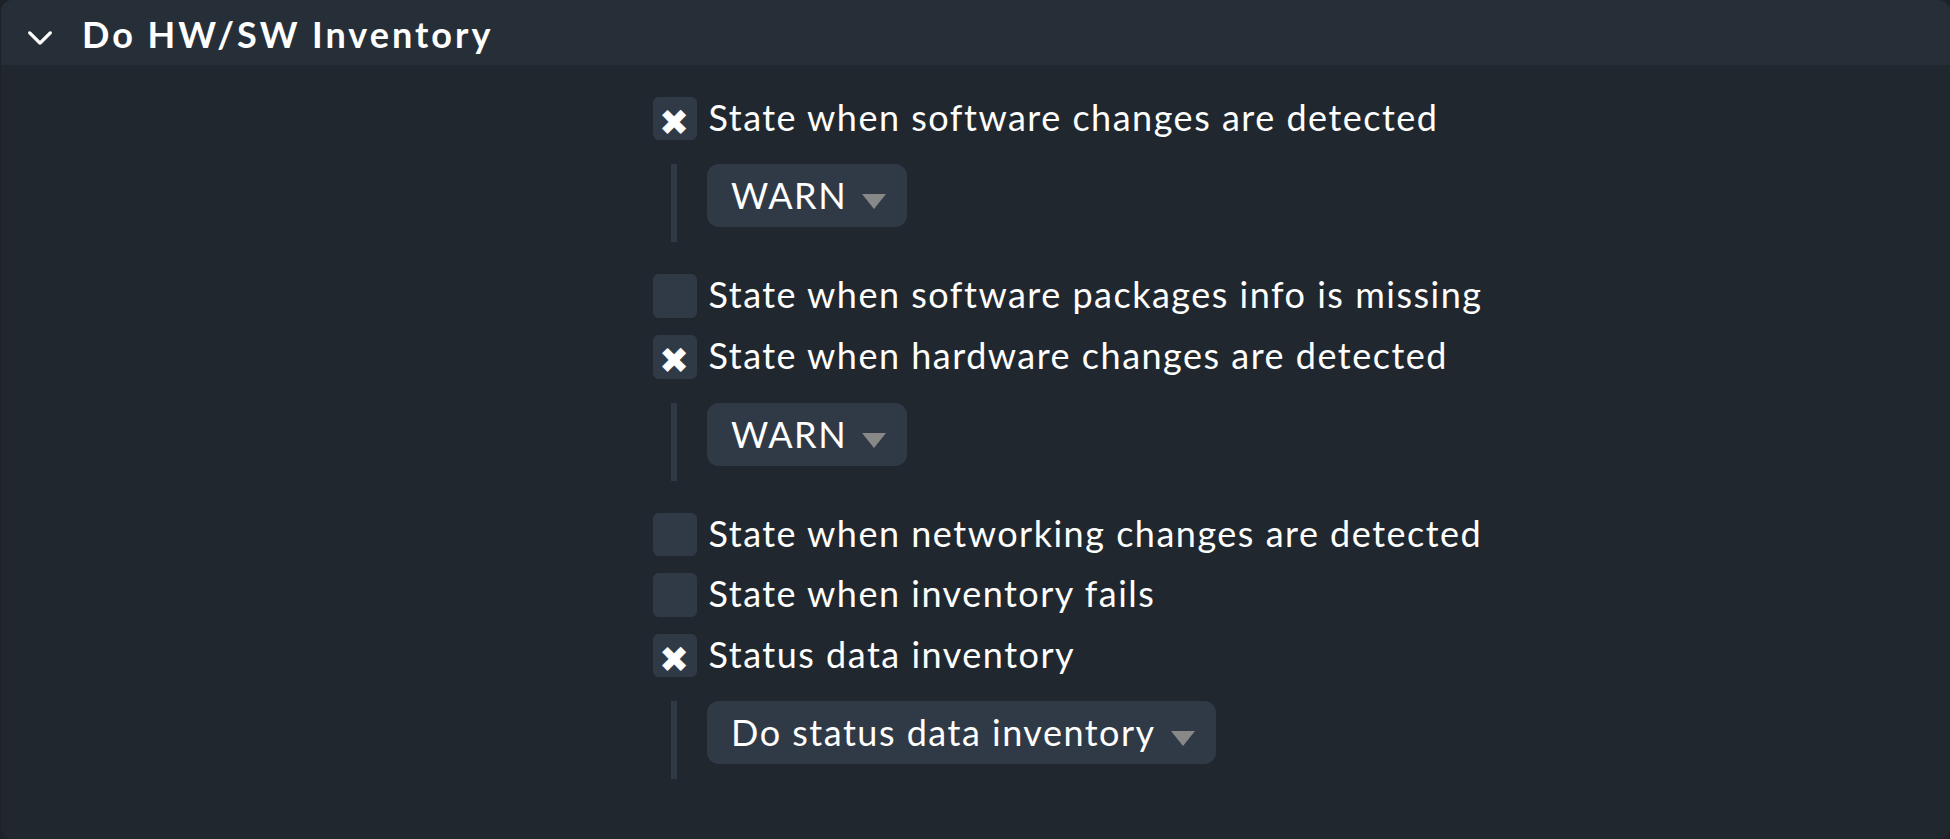 Do HW/SW Inventory
State when software changes are detected
WARN
State when software packages info is missing
State when hardware changes are detected
WARN
State when networking changes are detected
State when inventory fails
Status data inventory
Do status data inventory